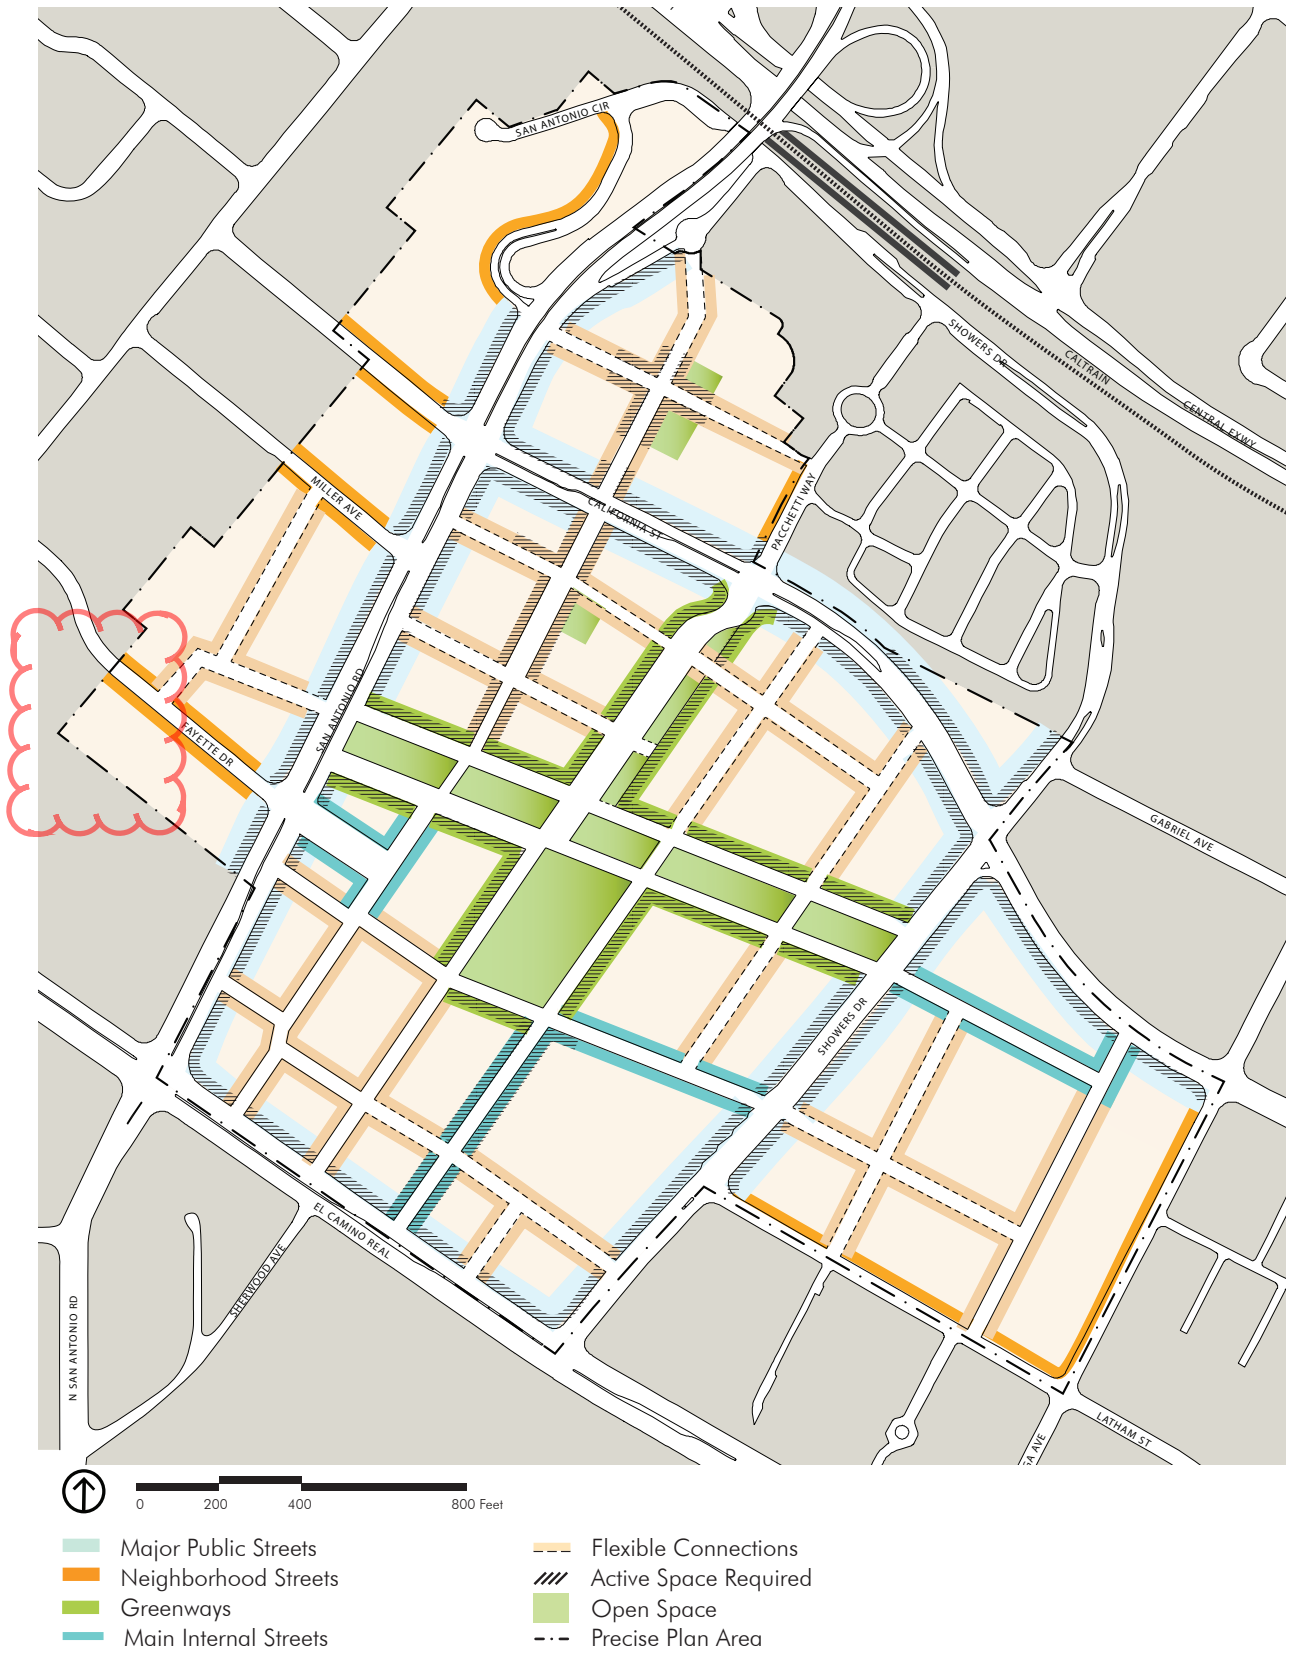 SAN ANTONIO CIR
SHOWERS DR
CALTRAIN
CENTRAL EXWY
MILLER AVE
CALIFORNIA ST
PACCHETTI WAY
SAN ANTONIO RD
FAYETTE DR
GABRIEL AVE
SHOWERS DR
EL CAMINO REAL
SHERWOOD AVE
N SAN ANTONIO RD
LATHAM ST
GA AVE
0 200 400 800 Feet
Major Public Streets
Neighborhood Streets
Greenways
Main Internal Streets
Flexible Connections
Active Space Required
Open Space
Precise Plan Area